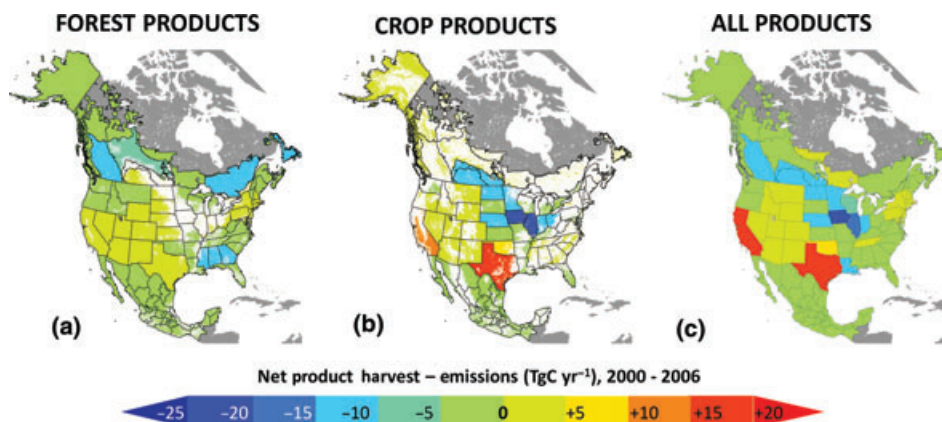 FOREST PRODUCTS CROP PRODUCTS ALL PRODUCTS
(a) (b) (c)
Net product harvest – emissions (TgC yr⁻¹), 2000 - 2006
−25 −20 −15 −10 −5 0 +5 +10 +15 +20